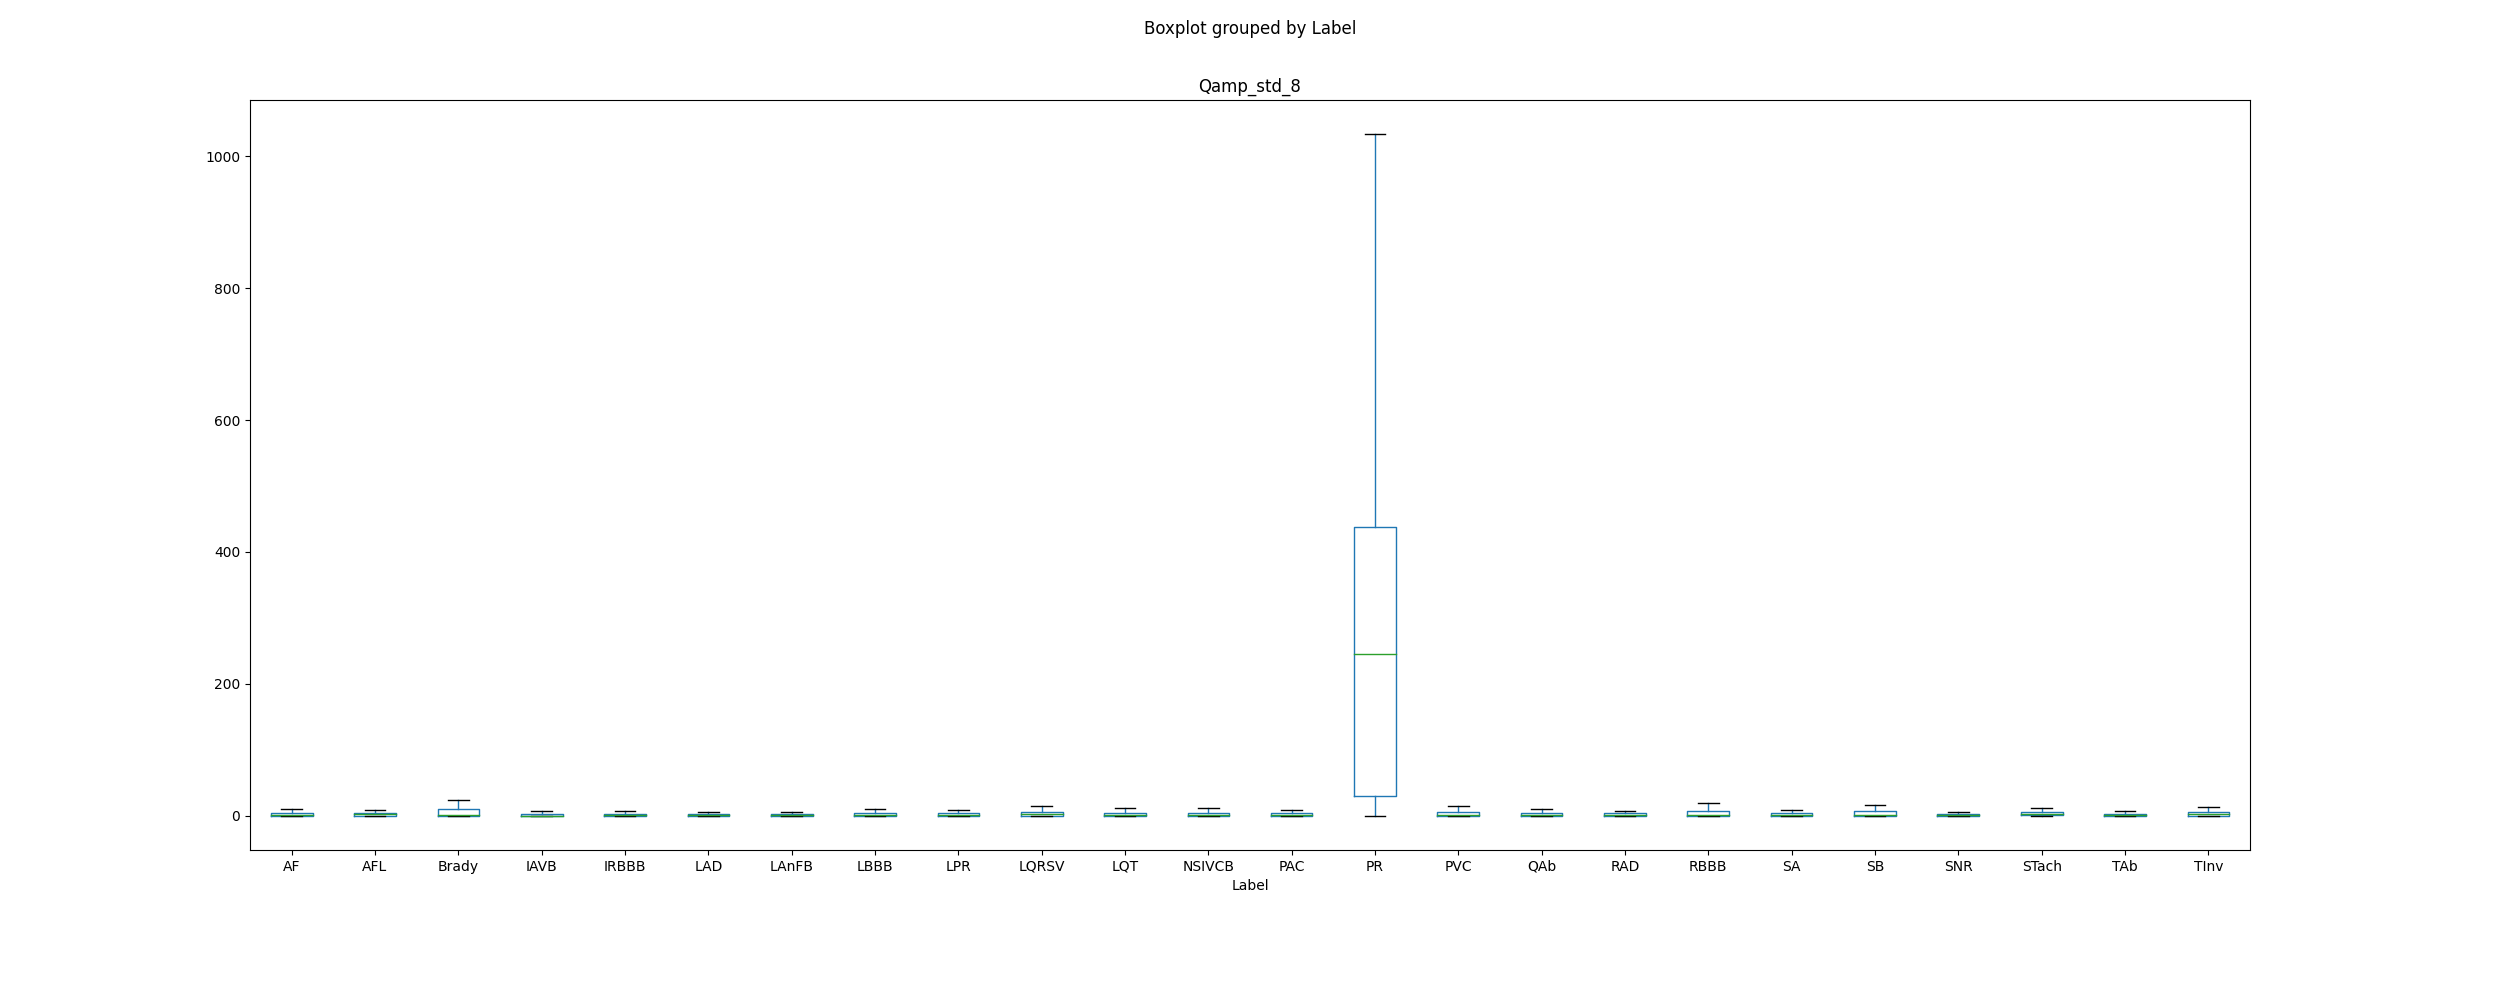 Boxplot grouped by Label
Qamp_std_8
1000
800
600
400
200
0
AF AFL Brady IAVB IRBBB LAD LAnFB LBBB LPR LQRSV LQT NSIVCB PAC PR PVC QAb RAD RBBB SA SB SNR STach TAb TInv
Label